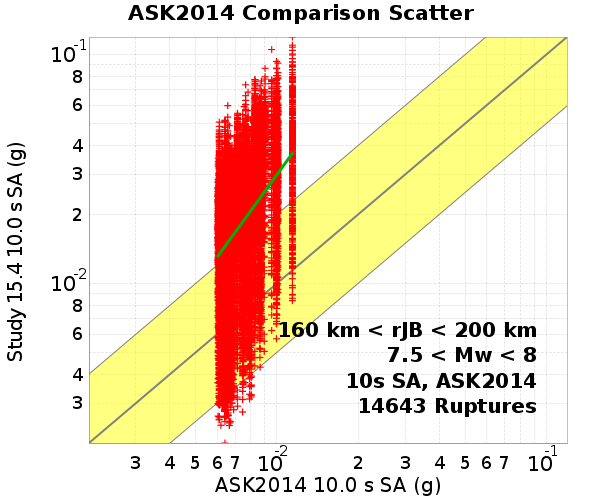 ASK2014 Comparison Scatter
10-1
8
6
4
3
2
10-2
8
6
4
3
Study 15.4 10.0 s SA (g)
160 km < rJB < 200 km
7.5 < Mw < 8
10s SA, ASK2014
14643 Ruptures
3 4 5 6 7 10-2 2 3 4 5 6 7 10-1
ASK2014 10.0 s SA (g)